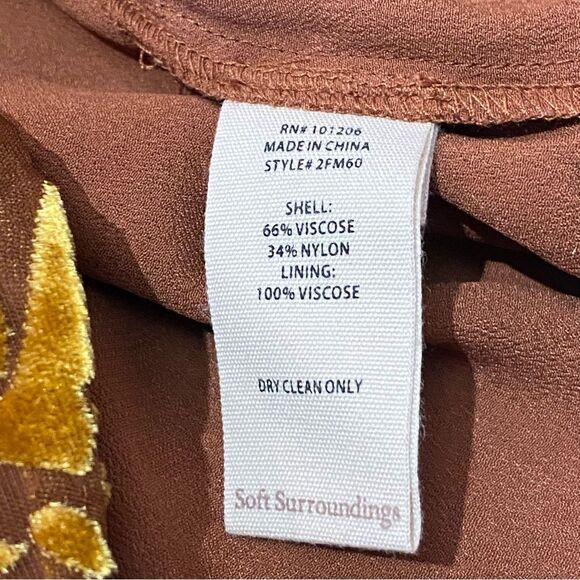 RN# 101206
MADE IN CHINA
STYLE# 2FM60
SHELL:
66% VISCOSE
34% NYLON
LINING:
100% VISCOSE
DRY CLEAN ONLY
Soft Surroundings